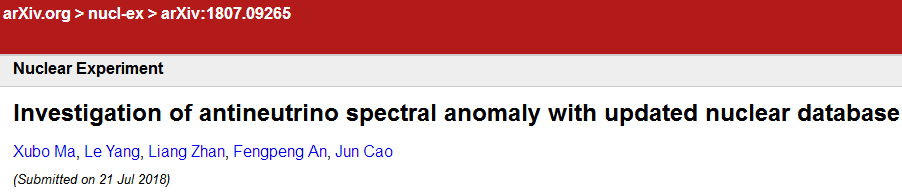 arXiv.org > nucl-ex > arXiv:1807.09265
Nuclear Experiment
Investigation of antineutrino spectral anomaly with updated nuclear database
Xubo Ma, Le Yang, Liang Zhan, Fengpeng An, Jun Cao
(Submitted on 21 Jul 2018)